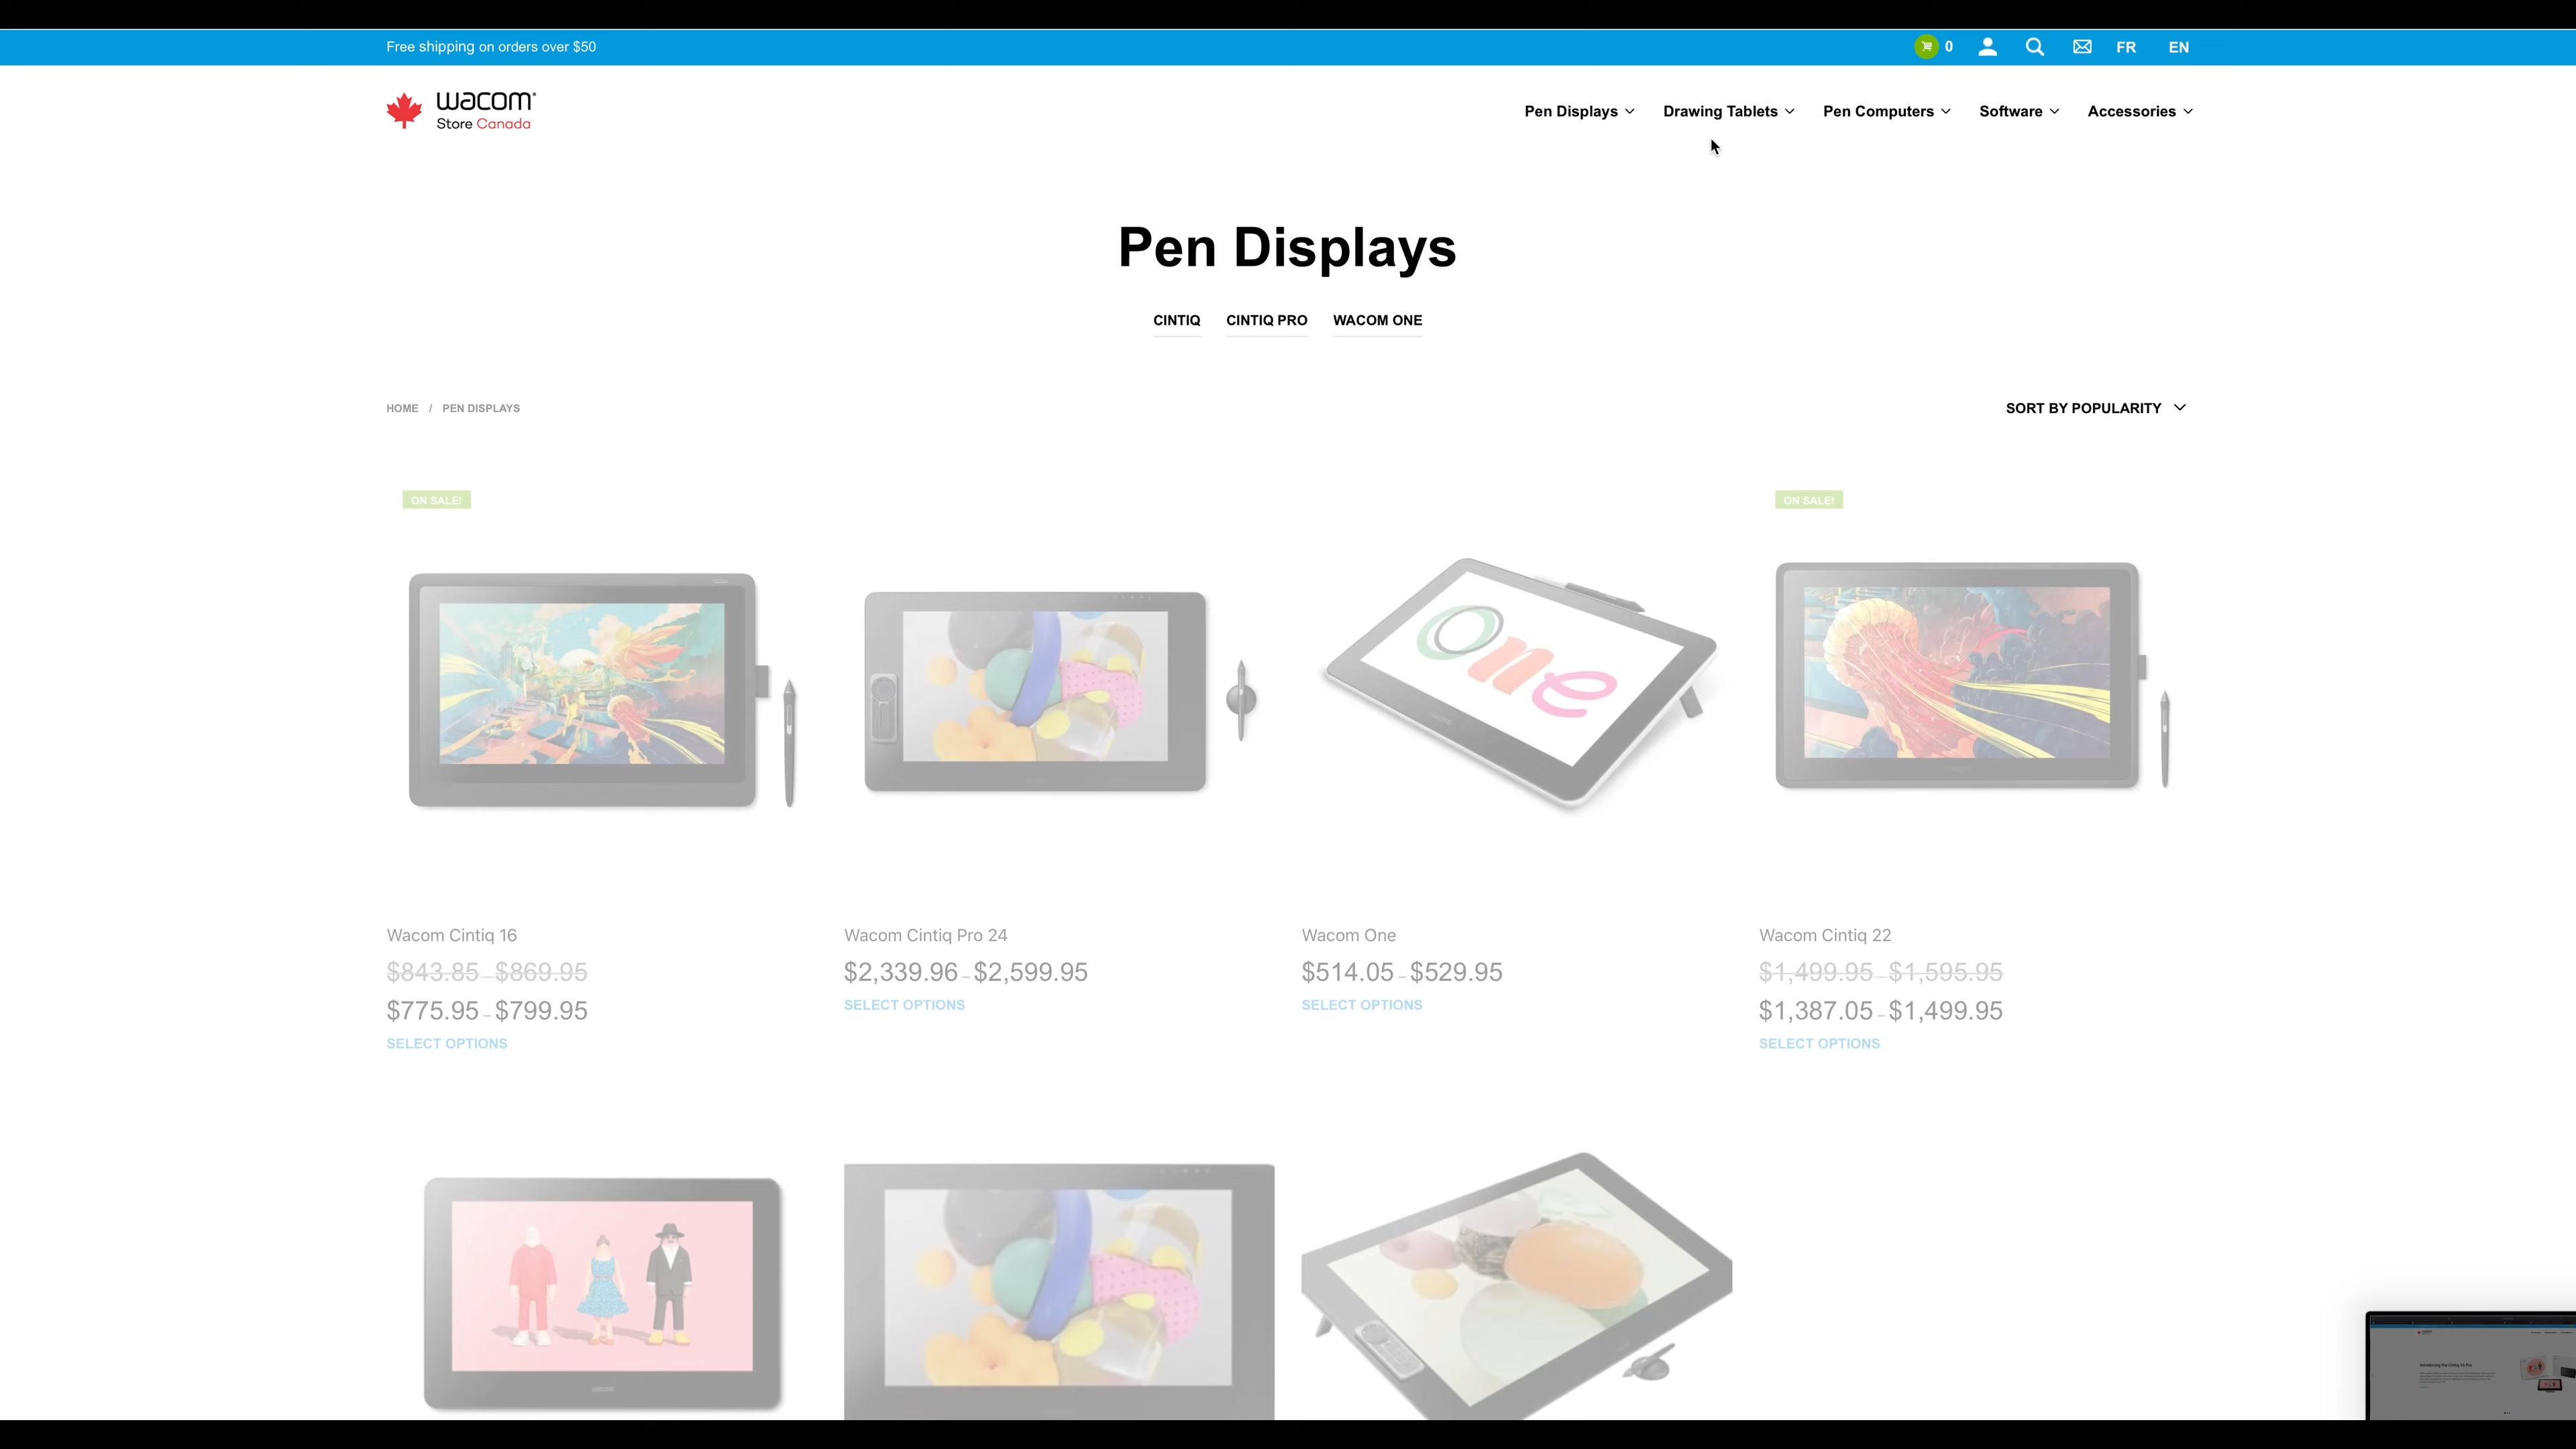 Free shipping on orders over $50
0
FR
EN
wacom
Store Canada
Pen Displays
Drawing Tablets
Pen Computers
Software
Accessories
Pen Displays
CINTIQ
CINTIQ PRO
WACOM ONE
HOME / PEN DISPLAYS
SORT BY POPULARITY
ON SALE!
ON SALE!
one
Wacom Cintiq 16
$843.85 – $869.95
$775.95 – $799.95
SELECT OPTIONS
Wacom Cintiq Pro 24
$2,339.96 – $2,599.95
SELECT OPTIONS
Wacom One
$514.05 – $529.95
SELECT OPTIONS
Wacom Cintiq 22
$1,499.95 – $1,595.95
$1,387.05 – $1,499.95
SELECT OPTIONS